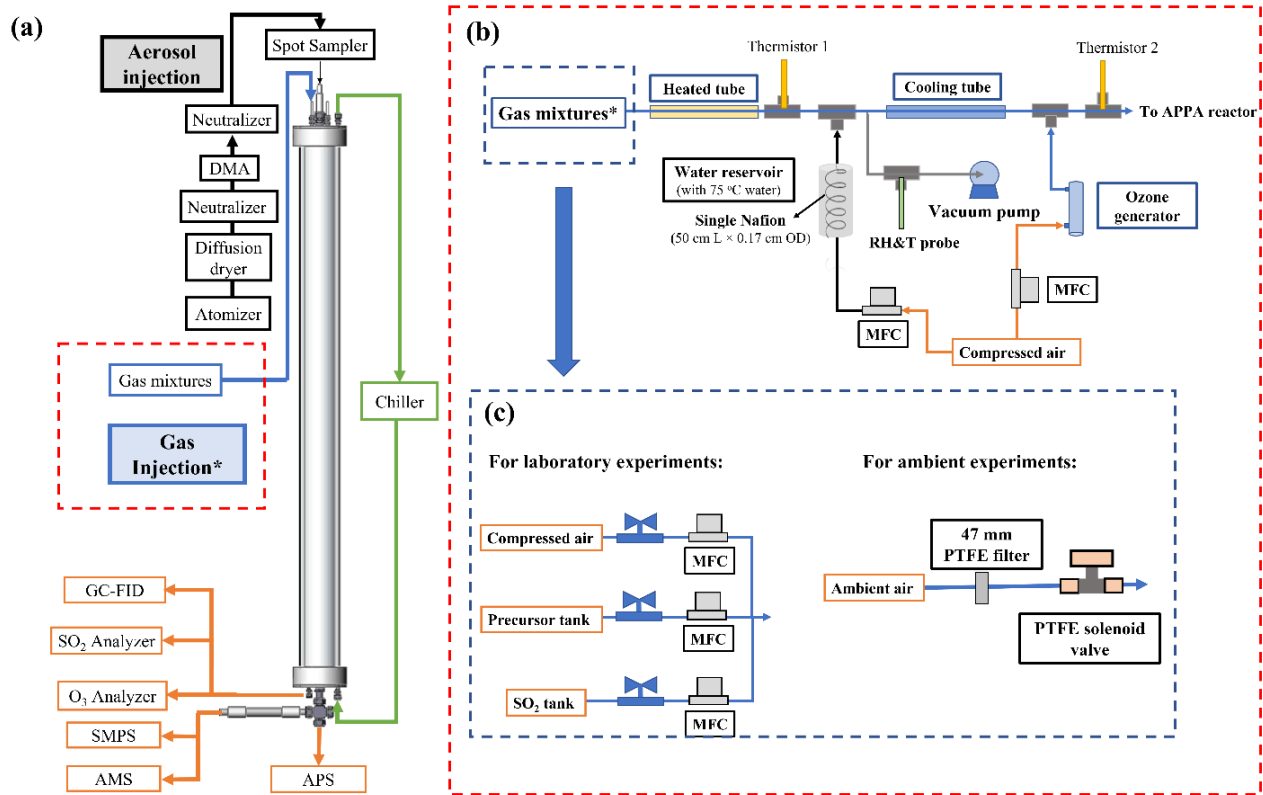 (a)
Aerosol
injection
Spot Sampler
Neutralizer
DMA
Neutralizer
Diffusion
dryer
Atomizer
Gas mixtures
Gas
Injection*
Chiller
GC-FID
SO₂ Analyzer
O₃ Analyzer
SMPS
AMS
APS
(b)
Thermistor 1
Thermistor 2
Heated tube
Cooling tube
Gas mixtures*
To APPA reactor
Water reservoir
(with 75 °C water)
Single Nafion
(50 cm L × 0.17 cm OD)
Vacuum pump
RH&T probe
Ozone
generator
MFC
MFC
Compressed air
(c)
For laboratory experiments:
For ambient experiments:
Compressed air
MFC
Precursor tank
MFC
SO₂ tank
MFC
47 mm
PTFE filter
Ambient air
PTFE solenoid
valve